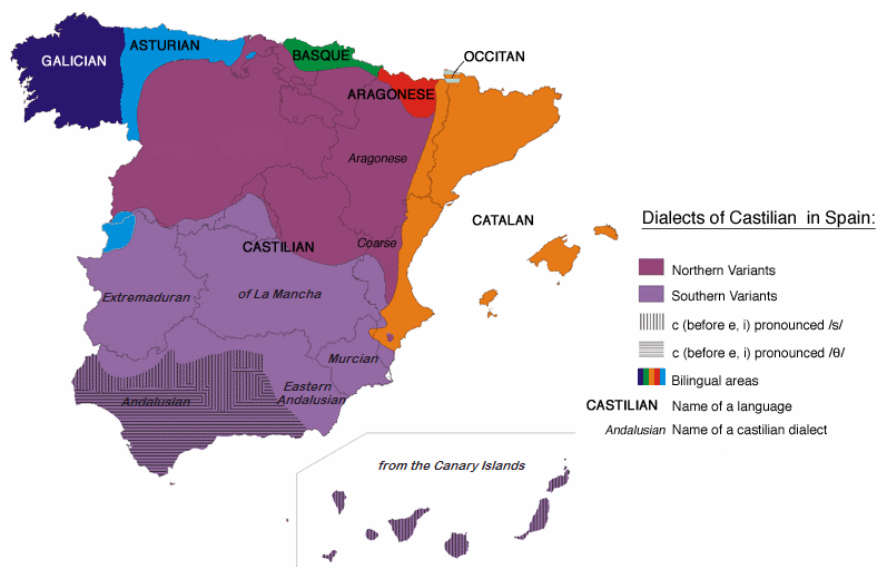 GALICIAN
ASTURIAN
BASQUE
OCCITAN
ARAGONESE
Aragonese
CATALAN
Coarse
CASTILIAN
Extremaduran
of La Mancha
Murcian
Eastern
Andalusian
Andalusian
from the Canary Islands
Dialects of Castilian in Spain:
Northern Variants
Southern Variants
c (before e, i) pronounced /s/
c (before e, i) pronounced /θ/
Bilingual areas
CASTILIAN Name of a language
Andalusian Name of a castilian dialect